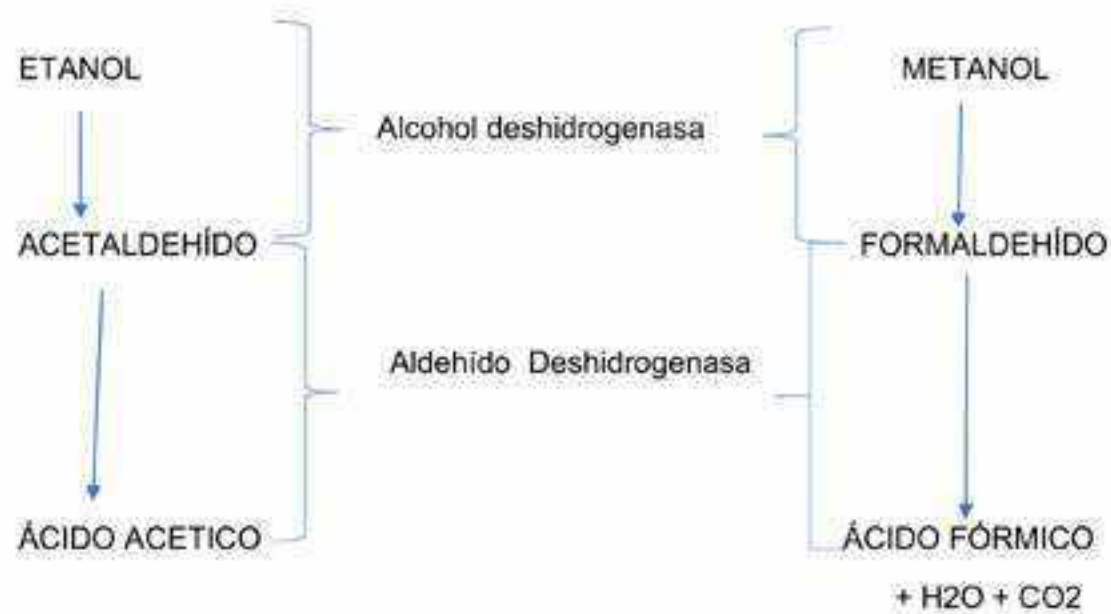 ETANOL
METANOL
Alcohol deshidrogenasa
ACETALDEHÍDO
FORMALDEHÍDO
Aldehído Deshidrogenasa
ÁCIDO ACETICO
ÁCIDO FÓRMICO
+ H2O + CO2